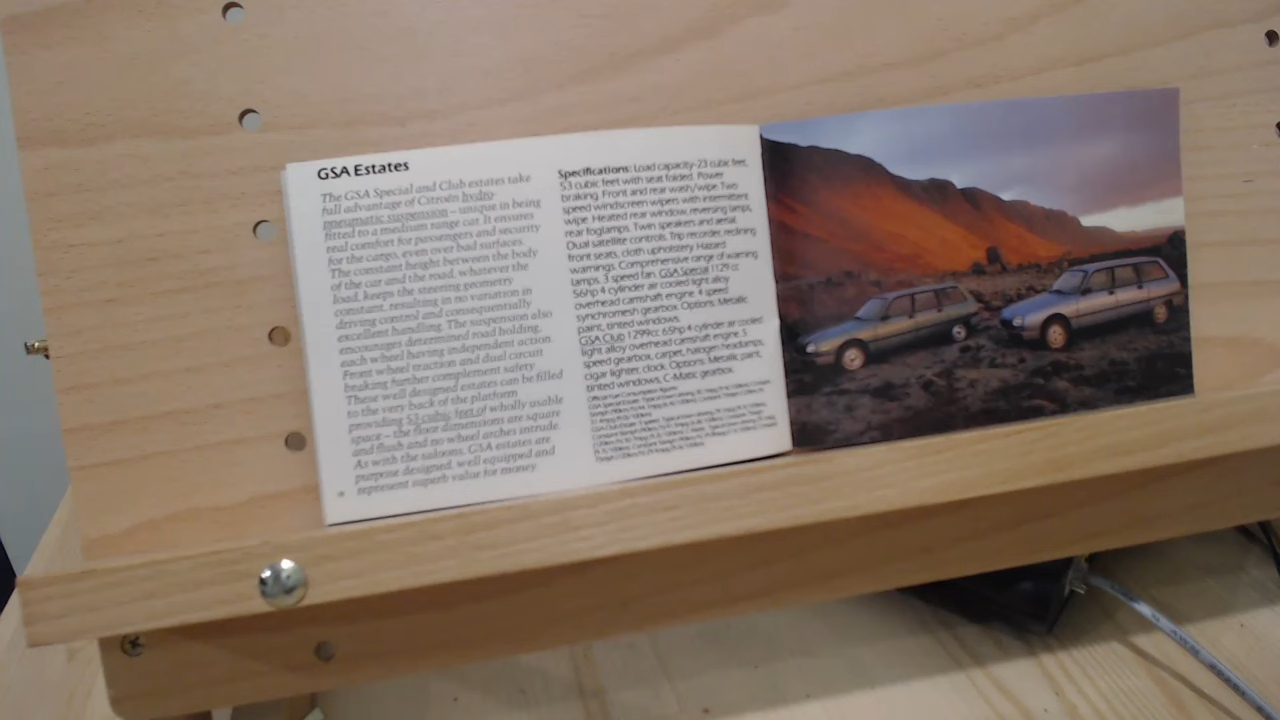 GSA Estates
The GSA Special and Club estates take
full advantage of Citroën hydro-
pneumatic suspension – unique in being
fitted to a medium range car. It ensures
real comfort for passengers and security
for the cargo, even over bad surfaces.
The constant height between the body
of the car and the road, whatever the
load, keeps the steering geometry
constant, resulting in no variation in
driving control and consequentially
excellent handling. The suspension also
encourages determined road holding,
each wheel having independent action.
Front wheel traction and dual circuit
braking further complement safety.
These well designed estates can be filled
to the very back of the platform
providing 53 cubic feet of wholly usable
space – the floor dimensions are square
and flush and no wheel arches intrude.
As with the saloons, GSA estates are
purpose designed, well equipped and
represent superb value for money.
Specifications: Load capacity-23 cubic feet,
53 cubic feet with seat folded. Power
braking. Front and rear wash/wipe. Two
speed windscreen wipers with intermittent
wipe. Heated rear window, reversing lamps,
rear foglamps. Twin speakers and aerial.
Dual satellite controls. Trip recorder, reclining
front seats, cloth upholstery. Hazard
warnings. Comprehensive range of warning
lamps. 3 speed fan. GSA Special 1129 cc
56hp 4 cylinder air cooled light alloy
overhead camshaft engine. 4 speed
synchromesh gearbox. Options: Metallic
paint, tinted windows.
GSA Club 1299cc 65hp 4 cylinder air cooled
light alloy overhead camshaft engine. 5
speed gearbox, carpet, halogen headlamps,
cigar lighter, clock. Options: Metallic paint,
tinted windows, C-Matic gearbox.
Official Fuel Consumption figures